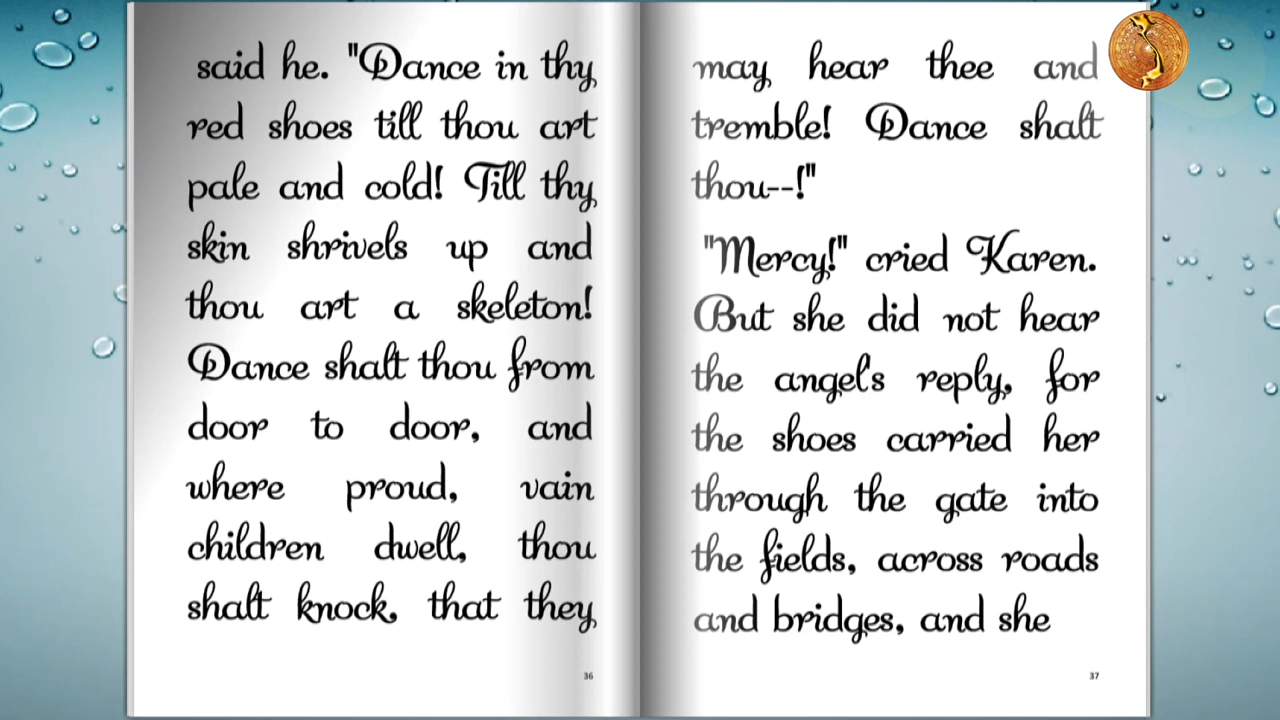 said he. "Dance in thy
red shoes till thou art
pale and cold! Till thy
skin shrivels up and
thou art a skeleton!
Dance shalt thou from
door to door, and
where proud, vain
children dwell, thou
shalt knock, that they
36
may hear thee and
tremble! Dance shalt
thou--!"
"Mercy!" cried Karen.
But she did not hear
the angel's reply, for
the shoes carried her
through the gate into
the fields, across roads
and bridges, and she
37